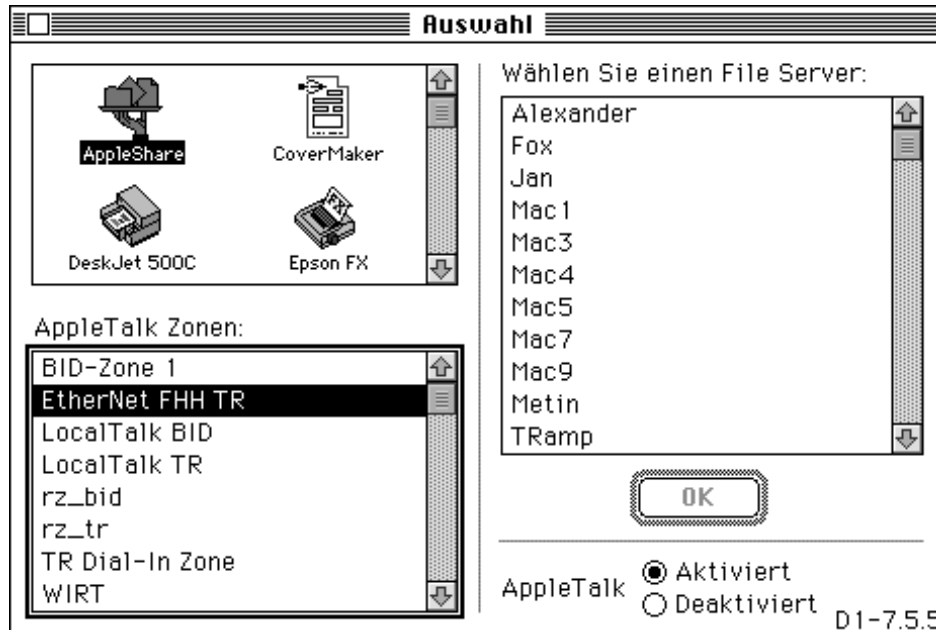 Auswahl
AppleShare
CoverMaker
DeskJet 500C
Epson FX
AppleTalk Zonen:
BID-Zone 1
EtherNet FHH TR
LocalTalk BID
LocalTalk TR
rz_bid
rz_tr
TR Dial-In Zone
WIRT
Wählen Sie einen File Server:
Alexander
Fox
Jan
Mac1
Mac3
Mac4
Mac5
Mac7
Mac9
Metin
TRamp
OK
AppleTalk
Aktiviert
Deaktiviert
D1-7.5.5